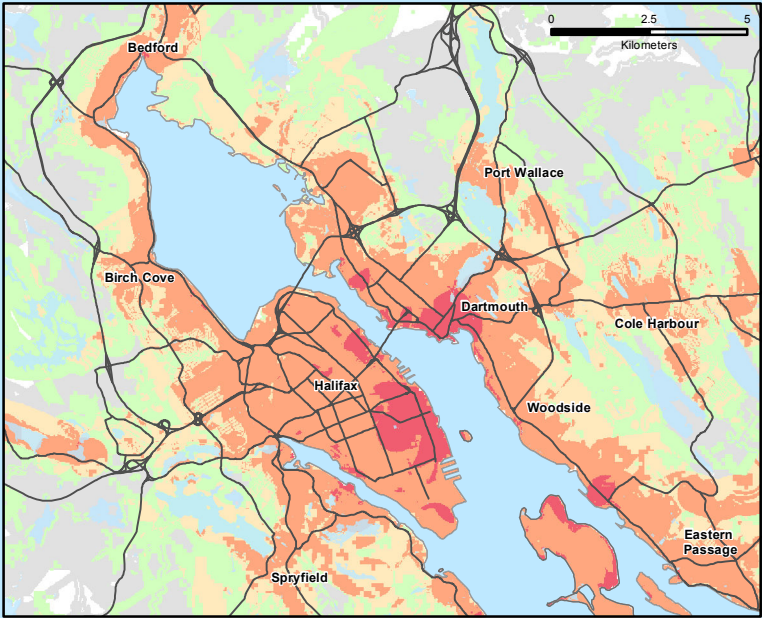 0 2.5 5
Kilometers
Bedford
Port Wallace
Birch Cove
Dartmouth
Cole Harbour
Halifax
Woodside
Eastern
Passage
Spryfield